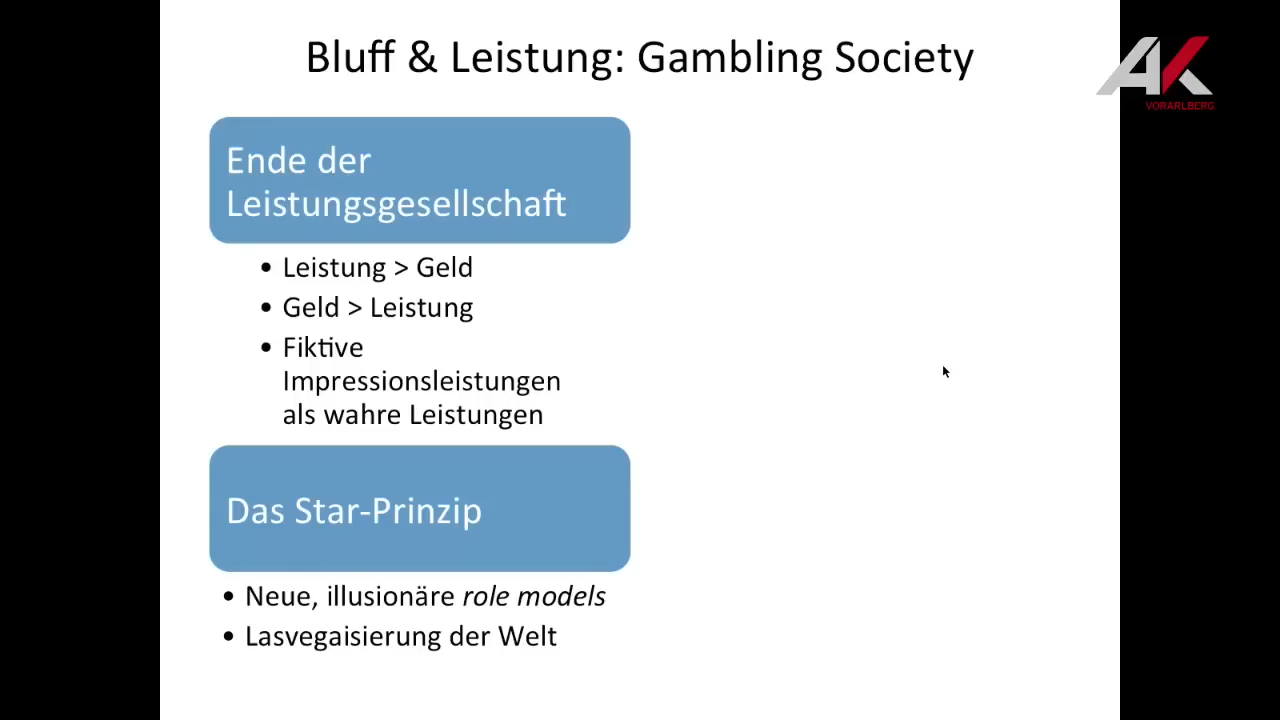 Bluff & Leistung: Gambling Society
AK
VORARLBERG
Ende der
Leistungsgesellschaft
• Leistung > Geld
• Geld > Leistung
• Fiktive
Impressionsleistungen
als wahre Leistungen
Das Star-Prinzip
• Neue, illusionäre role models
• Lasvegaisierung der Welt